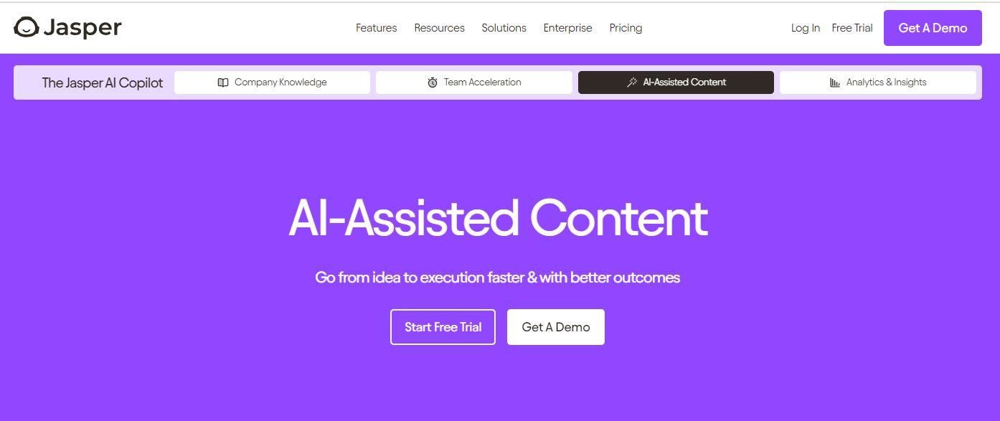 Jasper
Features Resources Solutions Enterprise Pricing
Log In Free Trial Get A Demo
The Jasper AI Copilot Company Knowledge Team Acceleration AI-Assisted Content Analytics & Insights
AI-Assisted Content
Go from idea to execution faster & with better outcomes
Start Free Trial Get A Demo